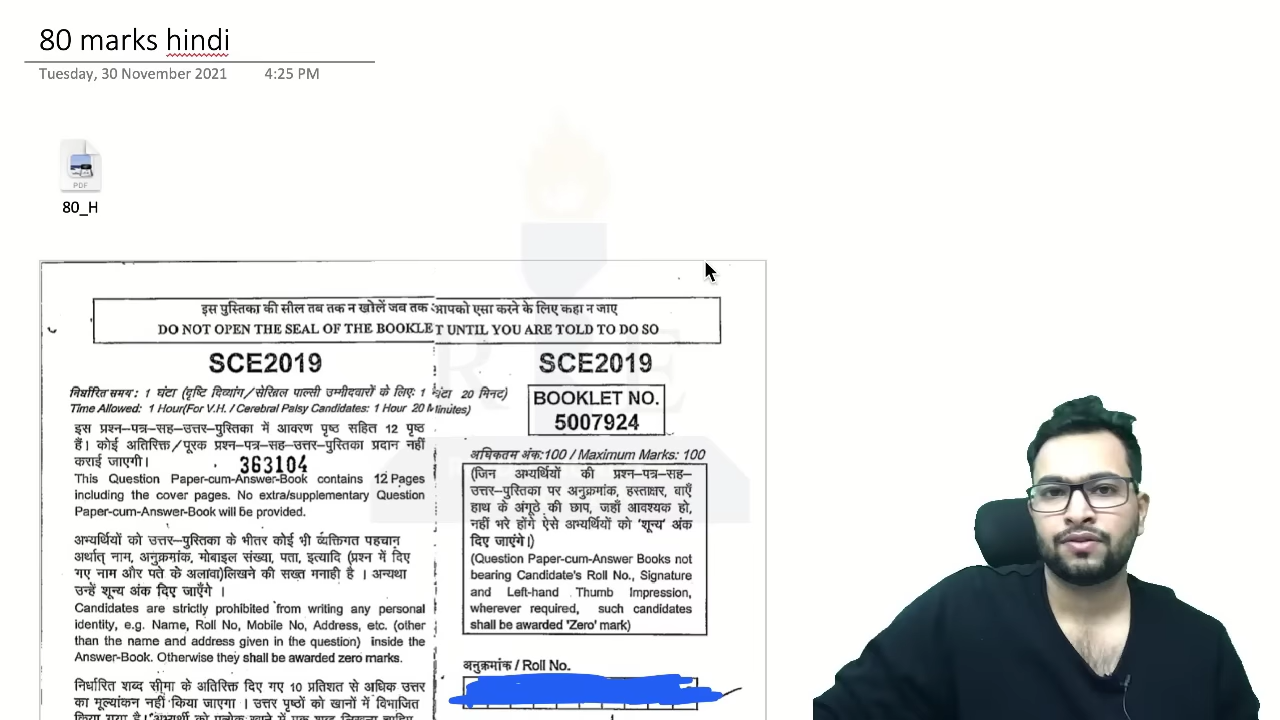 80 marks hindi
Tuesday, 30 November 2021 4:25 PM
PDF
80_H
इस पुस्तिका की सील तब तक न खोलें जब तक आपको एसा करने के लिए कहा न जाए
DO NOT OPEN THE SEAL OF THE BOOKLET UNTIL YOU ARE TOLD TO DO SO
SCE2019
निर्धारित समय: 1 घंटा (दृष्टि दिव्यांग/सेरिब्रल पाल्सी उम्मीदवारों के लिए: 1 घंटा 20 मिनट)
Time Allowed: 1 Hour(For V.H. / Cerebral Palsy Candidates: 1 Hour 20 Minutes)
इस प्रश्न-पत्र-सह-उत्तर-पुस्तिका में आवरण पृष्ठ सहित 12 पृष्ठ
हैं। कोई अतिरिक्त/पूरक प्रश्न-पत्र-सह-उत्तर-पुस्तिका प्रदान नहीं
कराई जाएगी।
363104
This Question Paper-cum-Answer-Book contains 12 Pages
including the cover pages. No extra/supplementary Question
Paper-cum-Answer-Book will be provided.
अभ्यर्थियों को उत्तर-पुस्तिका के भीतर कोई भी व्यक्तिगत पहचान
अर्थात् नाम, अनुक्रमांक, मोबाइल संख्या, पता, इत्यादि (प्रश्न में दिए
गए नाम और पते के अलावा)लिखने की सख्त मनाही है । अन्यथा
उन्हें शून्य अंक दिए जाएँगे ।
Candidates are strictly prohibited from writing any personal
identity, e.g. Name, Roll No, Mobile No, Address, etc. (other
than the name and address given in the question) inside the
Answer-Book. Otherwise they shall be awarded zero marks.
निर्धारित शब्द सीमा के अतिरिक्त दिए गए 10 प्रतिशत से अधिक उत्तर
का मूल्यांकन नहीं किया जाएगा । उत्तर पृष्ठों को खानों में विभाजित
SCE2019
BOOKLET NO.
5007924
अधिकतम अंक:100 / Maximum Marks: 100
(जिन अभ्यर्थियों की प्रश्न-पत्र-सह-
उत्तर-पुस्तिका पर अनुक्रमांक, हस्ताक्षर, बाएँ
हाथ के अंगूठे की छाप, जहाँ आवश्यक हो,
नहीं भरे होंगे ऐसे अभ्यर्थियों को 'शून्य' अंक
दिए जाएंगे।)
(Question Paper-cum-Answer Books not
bearing Candidate's Roll No., Signature
and Left-hand Thumb Impression,
wherever required, such candidates
shall be awarded 'Zero' mark)
अनुक्रमांक / Roll No.